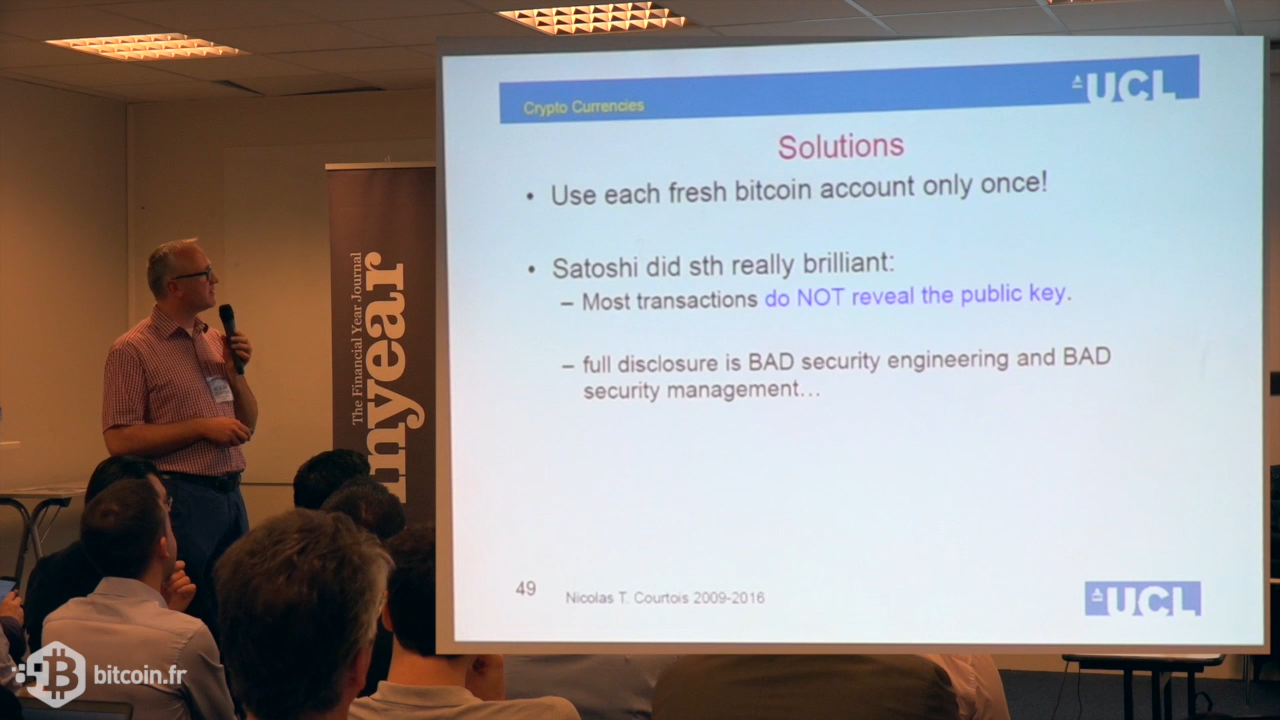 Crypto Currencies
UCL
Solutions
• Use each fresh bitcoin account only once!
• Satoshi did sth really brilliant:
– Most transactions do NOT reveal the public key.
– full disclosure is BAD security engineering and BAD
security management…
49
Nicolas T. Courtois 2009-2016
UCL
The Financial Year Journal
inyear
bitcoin.fr